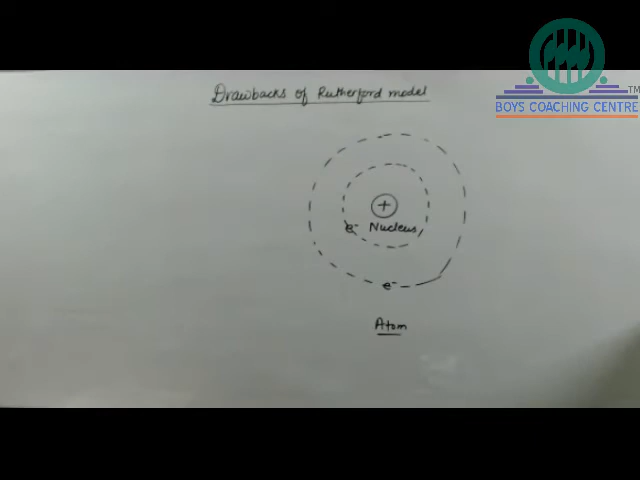 Drawbacks of Rutherford model
TM
BOYS COACHING CENTRE
+
e⁻ Nucleus
e⁻
Atom